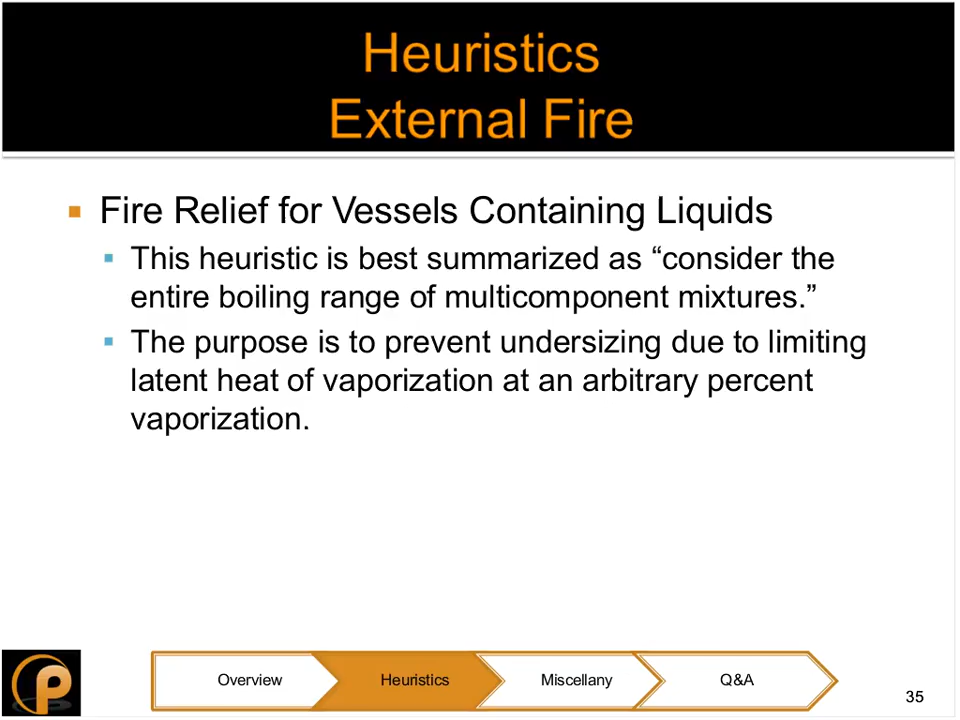 Heuristics
External Fire
Fire Relief for Vessels Containing Liquids
This heuristic is best summarized as “consider the
entire boiling range of multicomponent mixtures.”
The purpose is to prevent undersizing due to limiting
latent heat of vaporization at an arbitrary percent
vaporization.
Overview
Heuristics
Miscellany
Q&A
35